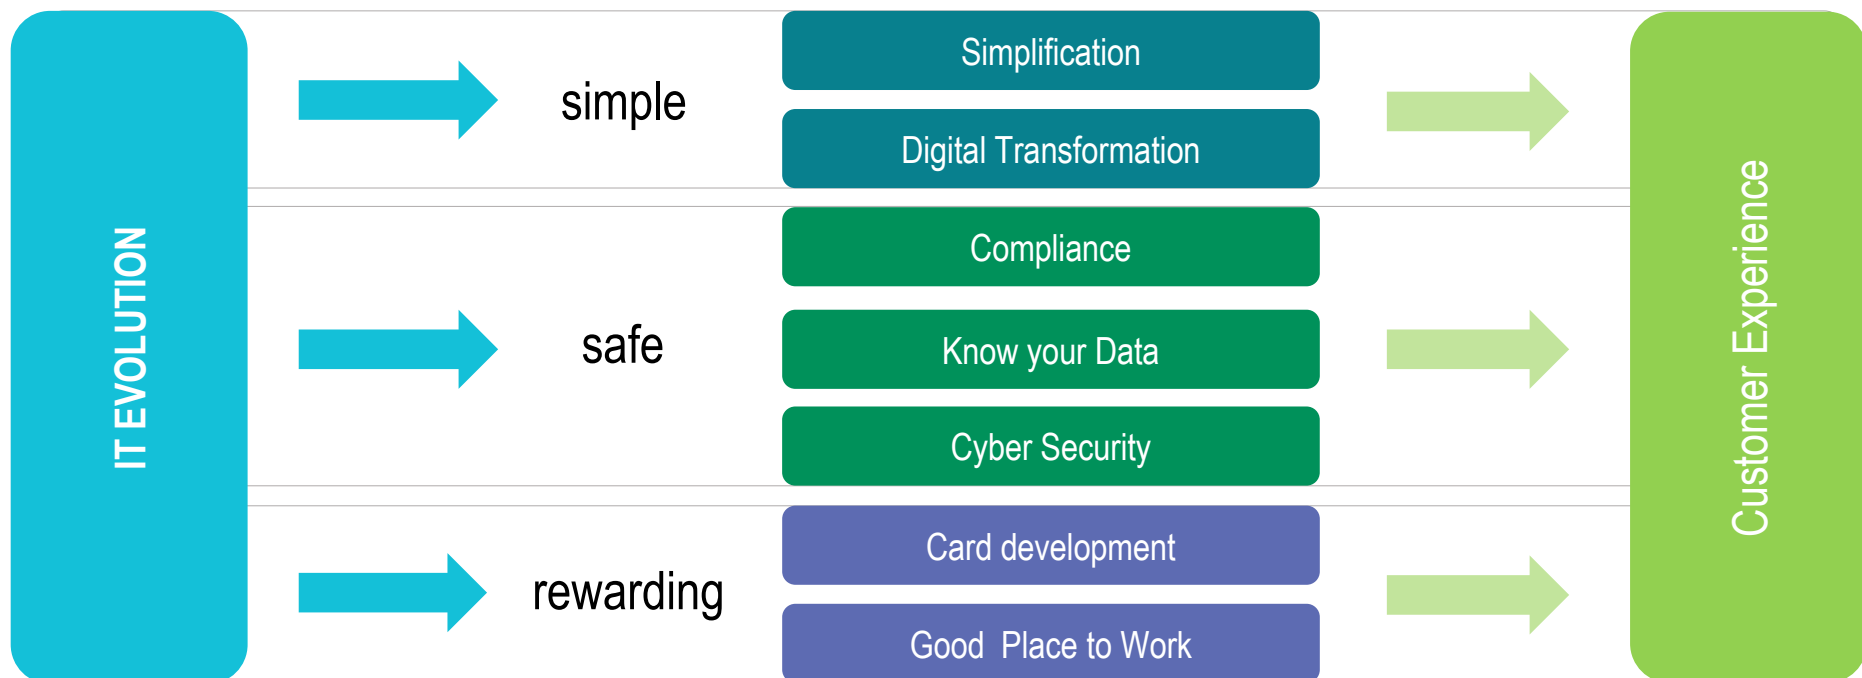 IT EVOLUTION
simple
Simplification
Digital Transformation
safe
Compliance
Know your Data
Cyber Security
rewarding
Card development
Good  Place to Work
Customer Experience